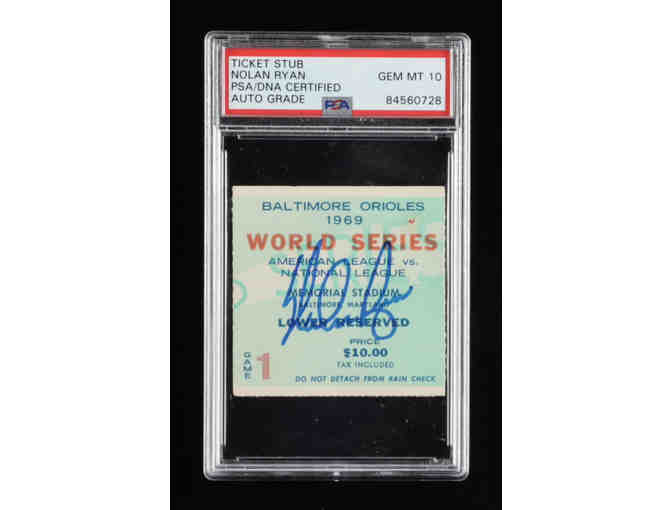 TICKET STUB
NOLAN RYAN GEM MT 10
PSA/DNA CERTIFIED
AUTO GRADE PSA 84560728
BALTIMORE ORIOLES
1969
WORLD SERIES
AMERICAN LEAGUE vs.
NATIONAL LEAGUE
MEMORIAL STADIUM
BALTIMORE, MARYLAND
LOWER RESERVED
PRICE
$10.00
TAX INCLUDED
GAME 1
DO NOT DETACH FROM RAIN CHECK